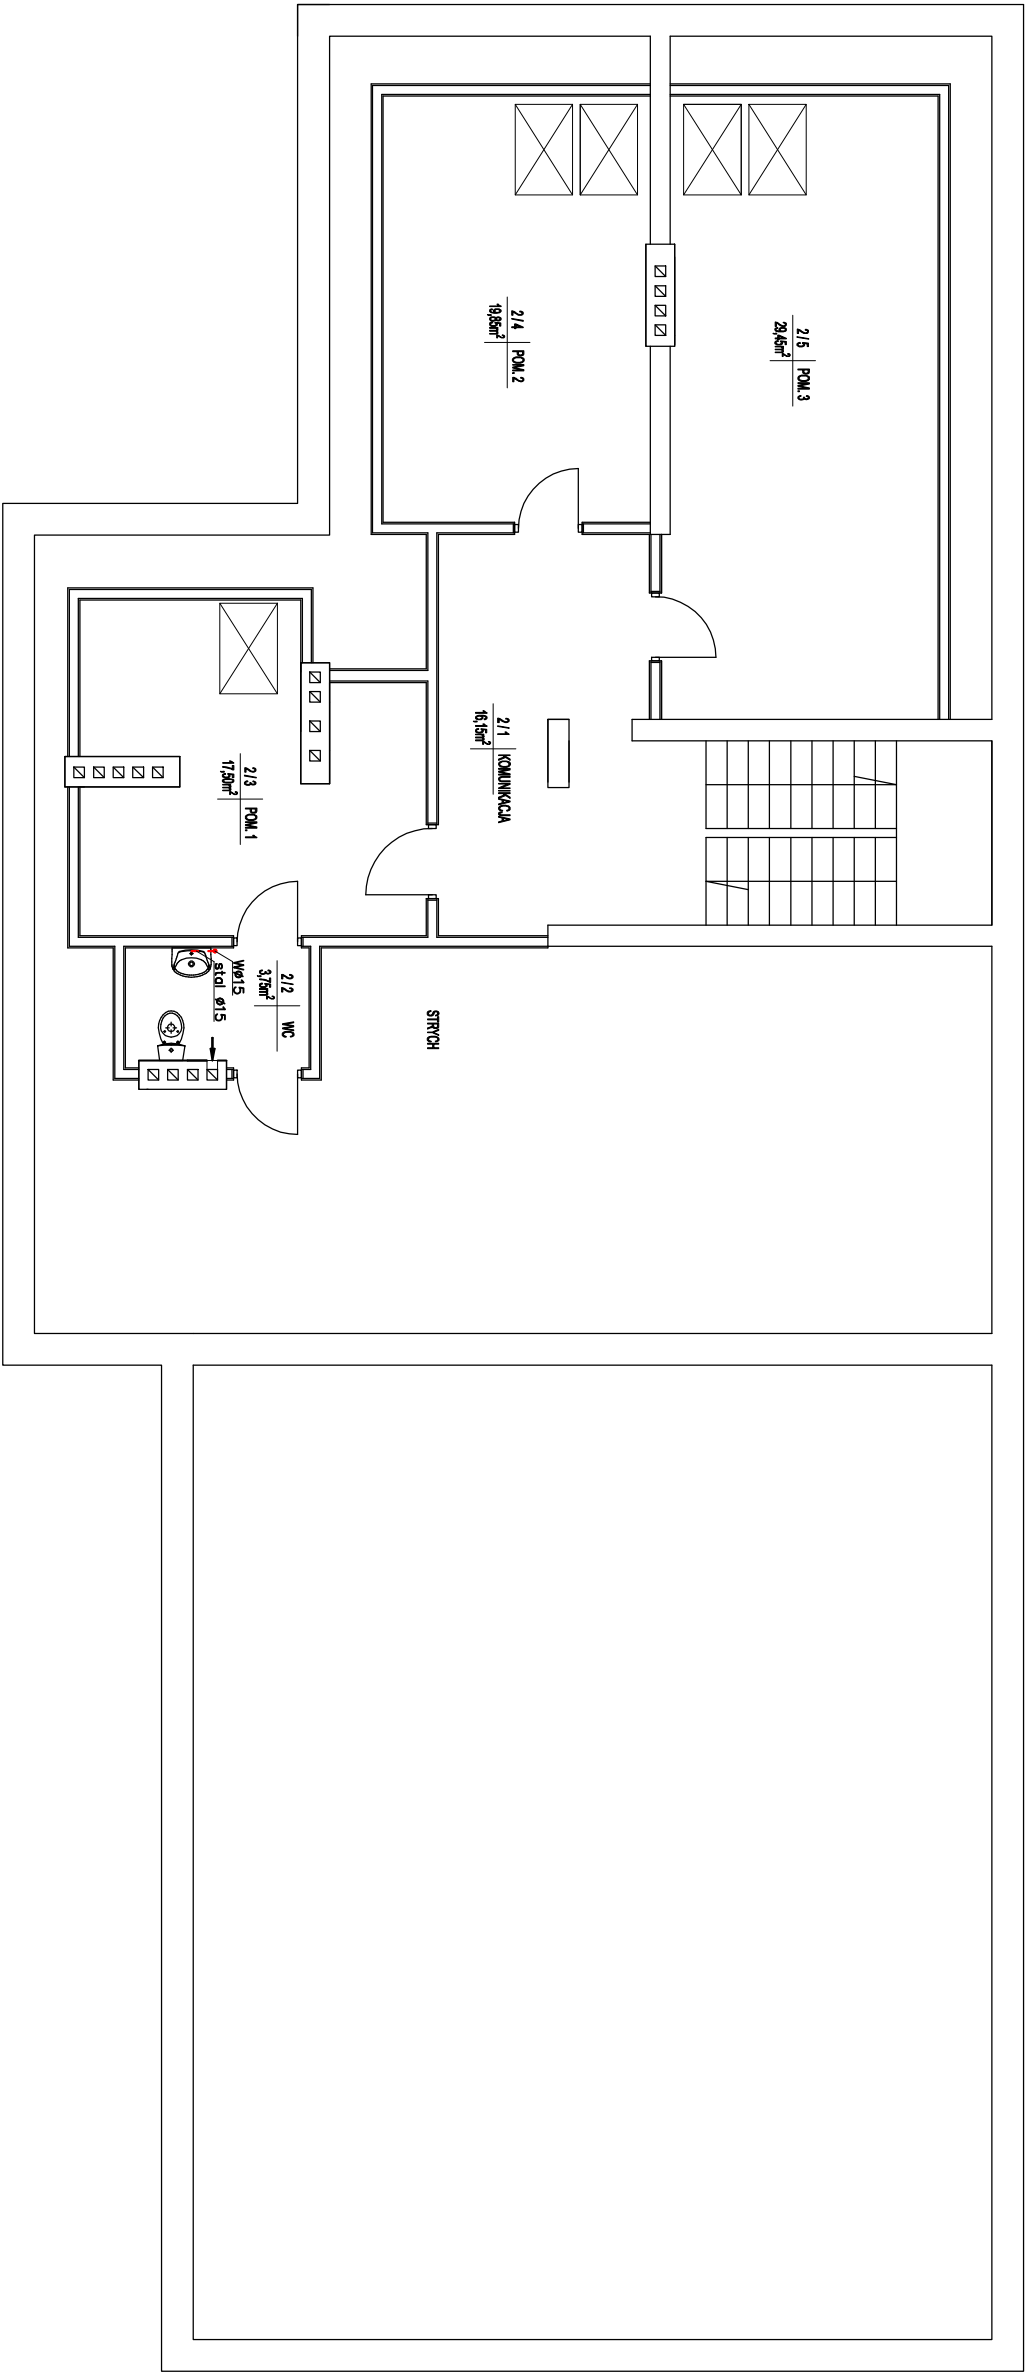 2/5
POM. 3
29,45m²
2/4
POM. 2
19,85m²
2/1
KOMUNIKACJA
16,15m²
2/3
POM. 1
17,50m²
2/2
WC
3,75m²
Wø15
stal ø15
STRYCH